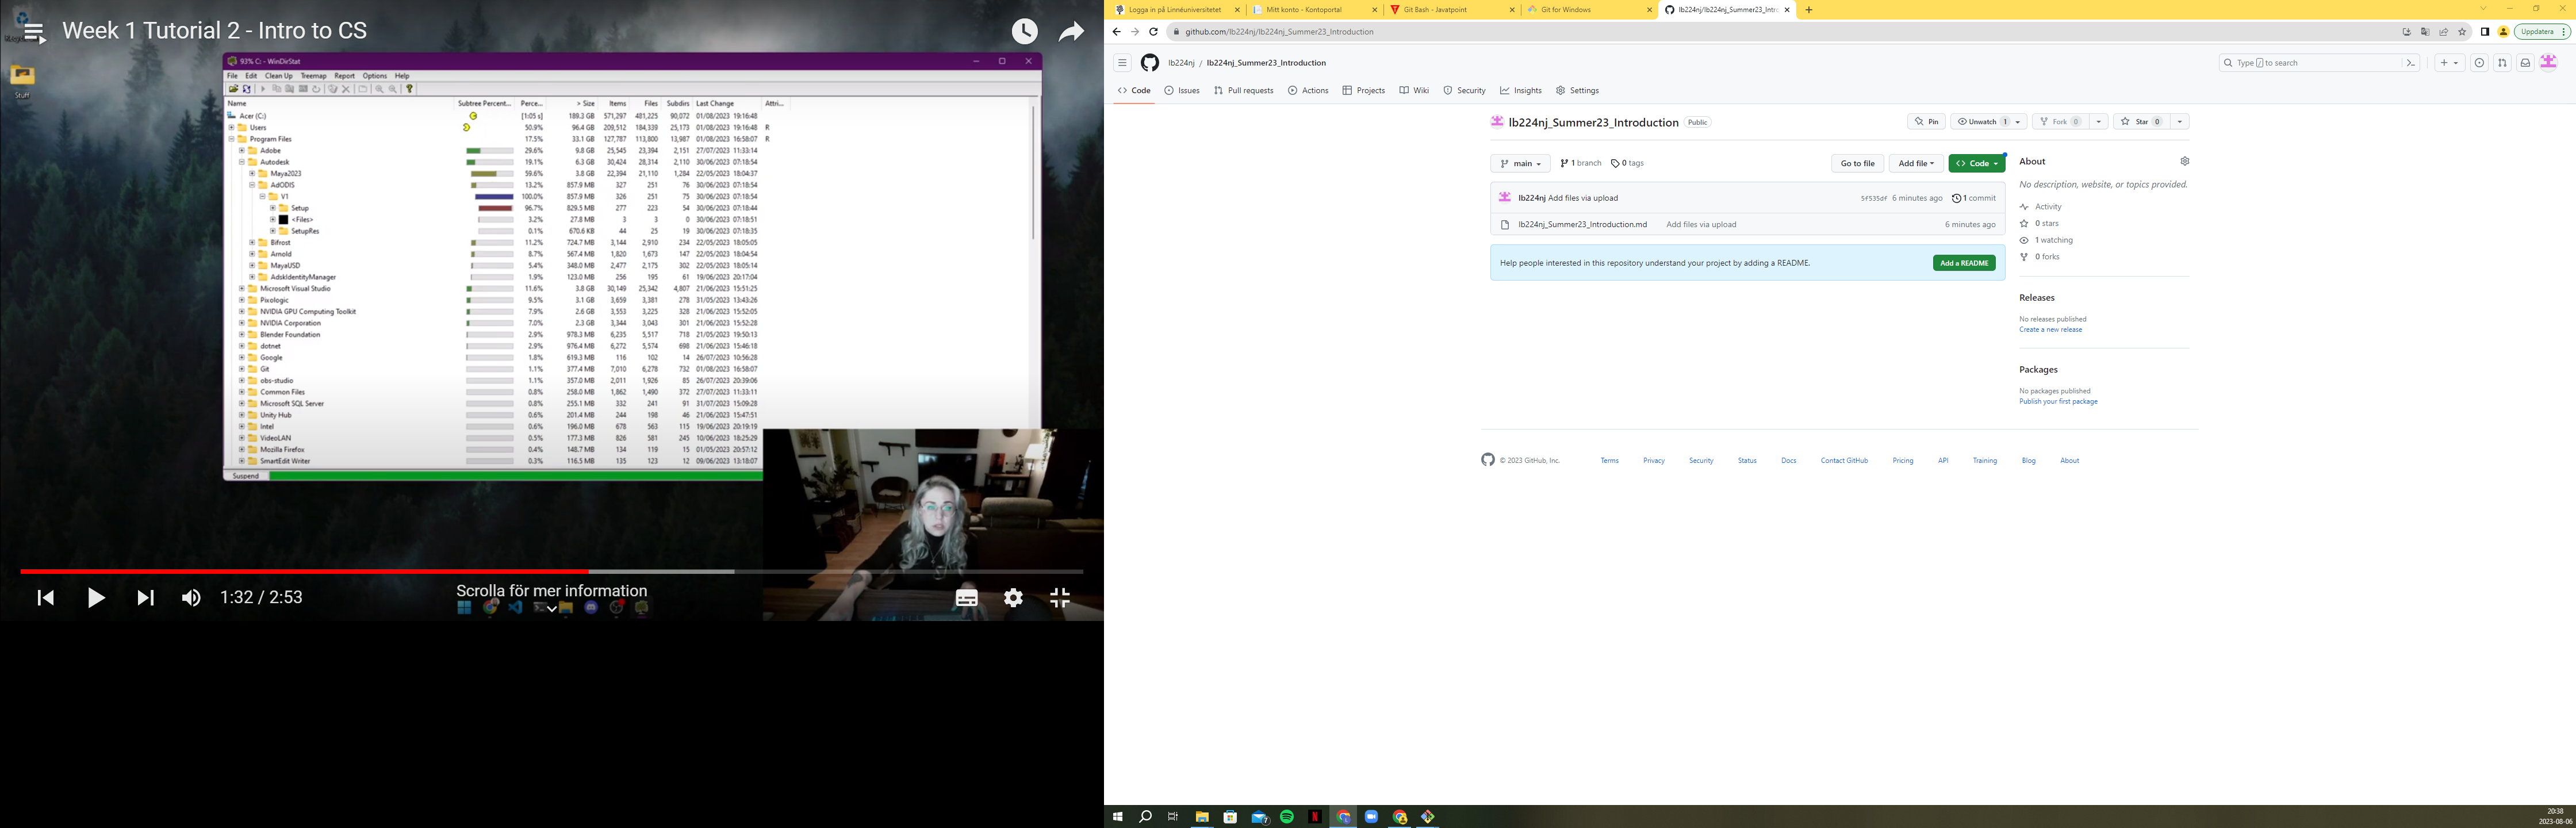 Week 1 Tutorial 2 - Intro to CS
Stuff
93% C: - WinDirStat
File Edit Clean Up Treemap Report Options Help
Name Subtree Percent... Perce... > Size Items Files Subdirs Last Change Attri...
Acer (C:) [1:05 s] 189.3 GB 571,297 481,225 90,072 01/08/2023 19:16:48
Users 50.9% 96.4 GB 209,512 184,339 25,173 01/08/2023 19:16:48 R
Program Files 17.5% 33.1 GB 127,787 113,800 13,987 01/08/2023 16:58:07 R
Adobe 29.6% 9.8 GB 25,545 23,394 2,151 27/07/2023 11:33:14
Autodesk 19.1% 6.3 GB 30,424 28,314 2,110 30/06/2023 07:18:54
Maya2023 59.6% 3.8 GB 22,394 21,110 1,284 22/05/2023 18:04:37
AdODIS 13.2% 857.9 MB 327 251 76 30/06/2023 07:18:54
V1 100.0% 857.9 MB 326 251 75 30/06/2023 07:18:54
Setup 96.7% 829.5 MB 277 223 54 30/06/2023 07:18:44
<Files> 3.2% 27.8 MB 3 3 0 30/06/2023 07:18:51
SetupRes 0.1% 670.6 KB 44 25 19 30/06/2023 07:18:35
Bifrost 11.2% 724.7 MB 3,144 2,910 234 22/05/2023 18:05:05
Arnold 8.7% 567.4 MB 1,820 1,673 147 22/05/2023 18:04:54
MayaUSD 5.4% 348.0 MB 2,477 2,175 302 22/05/2023 18:05:14
AdskIdentityManager 1.9% 123.0 MB 256 195 61 19/06/2023 20:17:04
Microsoft Visual Studio 11.6% 3.8 GB 30,149 25,342 4,807 21/06/2023 15:51:25
Pixologic 9.5% 3.1 GB 3,659 3,381 278 31/05/2023 13:43:26
NVIDIA GPU Computing Toolkit 7.9% 2.6 GB 3,553 3,225 328 21/06/2023 15:52:05
NVIDIA Corporation 7.0% 2.3 GB 3,344 3,043 301 21/06/2023 15:52:28
Blender Foundation 2.9% 978.3 MB 6,235 5,517 718 21/05/2023 19:50:13
dotnet 2.9% 976.4 MB 6,272 5,574 698 21/06/2023 15:46:18
Google 1.8% 619.3 MB 116 102 14 26/07/2023 10:56:28
Git 1.1% 377.4 MB 7,010 6,278 732 01/08/2023 16:58:07
obs-studio 1.1% 357.0 MB 2,011 1,926 85 26/07/2023 20:39:06
Common Files 0.8% 258.0 MB 1,862 1,490 372 27/07/2023 11:33:11
Microsoft SQL Server 0.8% 255.1 MB 332 241 91 31/07/2023 15:09:28
Unity Hub 0.6% 201.4 MB 244 198 46 21/06/2023 15:47:51
Intel 0.6% 196.0 MB 678 563 115 19/06/2023 20:19:19
VideoLAN 0.5% 177.3 MB 826 581 245 10/06/2023 18:25:29
Mozilla Firefox 0.4% 148.7 MB 134 119 15 01/05/2023 20:57:12
SmartEdit Writer 0.3% 116.5 MB 135 123 12 09/06/2023 13:18:07
Suspend
Scrolla för mer information
1:32 / 2:53
Logga in på Linnéuniversitetet
Mitt konto - Kontoportal
Git Bash - Javatpoint
Git for Windows
lb224nj/lb224nj_Summer23_Intro
github.com/lb224nj/lb224nj_Summer23_Introduction
Uppdatera
lb224nj / lb224nj_Summer23_Introduction
Type / to search
Code Issues Pull requests Actions Projects Wiki Security Insights Settings
lb224nj_Summer23_Introduction Public
Pin Unwatch 1 Fork 0 Star 0
main 1 branch 0 tags Go to file Add file Code
lb224nj Add files via upload 5f535df 6 minutes ago 1 commit
lb224nj_Summer23_Introduction.md Add files via upload 6 minutes ago
Help people interested in this repository understand your project by adding a README. Add a README
About
No description, website, or topics provided.
Activity
0 stars
1 watching
0 forks
Releases
No releases published
Create a new release
Packages
No packages published
Publish your first package
© 2023 GitHub, Inc. Terms Privacy Security Status Docs Contact GitHub Pricing API Training Blog About
7
20:38
2023-08-06